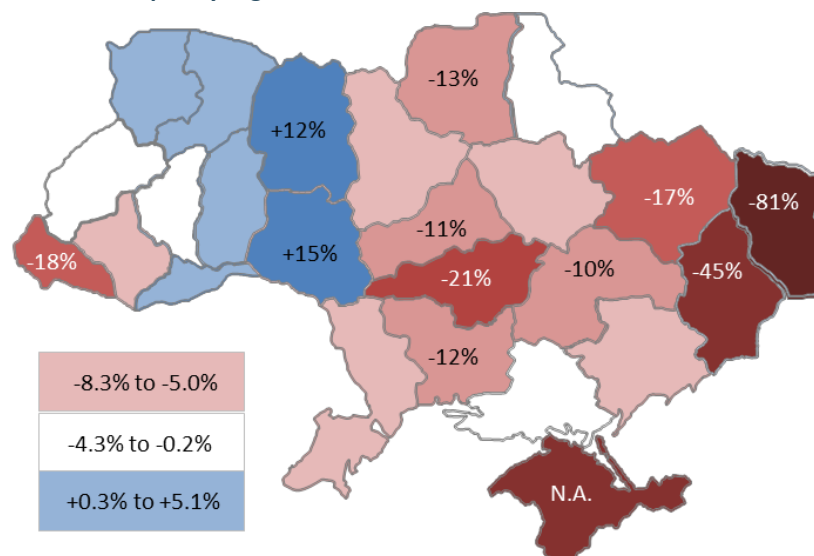 -13%
+12%
-17%
-81%
-11%
+15%
-18%
-21%
-10%
-45%
-12%
-8.3% to -5.0%
-4.3% to -0.2%
+0.3% to +5.1%
N.A.